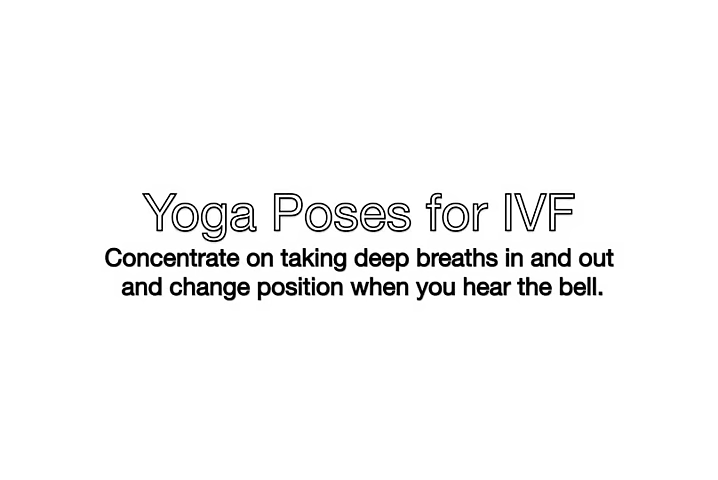 Yoga Poses for IVF
Concentrate on taking deep breaths in and out
and change position when you hear the bell.